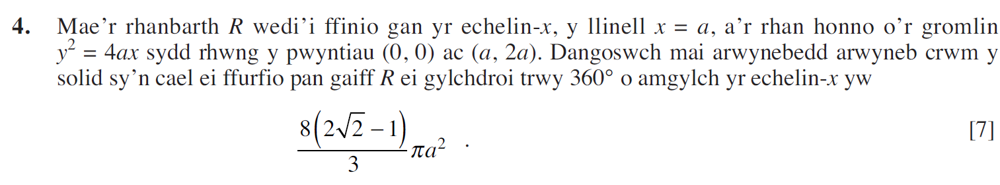 4. Mae’r rhanbarth R wedi’i ffinio gan yr echelin-x, y llinell x = a, a’r rhan honno o’r gromlin
y² = 4ax sydd rhwng y pwyntiau (0, 0) ac (a, 2a). Dangoswch mai arwynebedd arwyneb crwm y
solid sy’n cael ei ffurfio pan gaiff R ei gylchdroi trwy 360° o amgylch yr echelin-x yw
8(2√2 – 1)/3 πa² . [7]